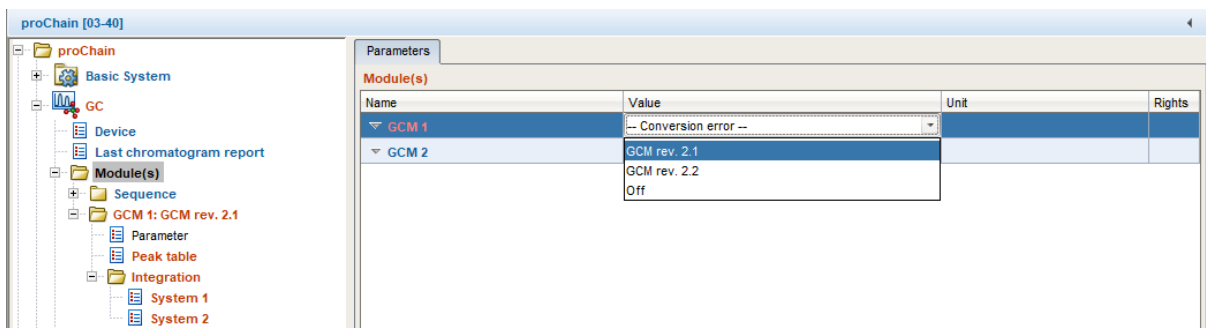 proChain [03-40]
proChain
Basic System
GC
Device
Last chromatogram report
Module(s)
Sequence
GCM 1: GCM rev. 2.1
Parameter
Peak table
Integration
System 1
System 2
Parameters
Module(s)
Name Value Unit Rights
GCM 1 -- Conversion error --
GCM 2
GCM rev. 2.1
GCM rev. 2.2
Off